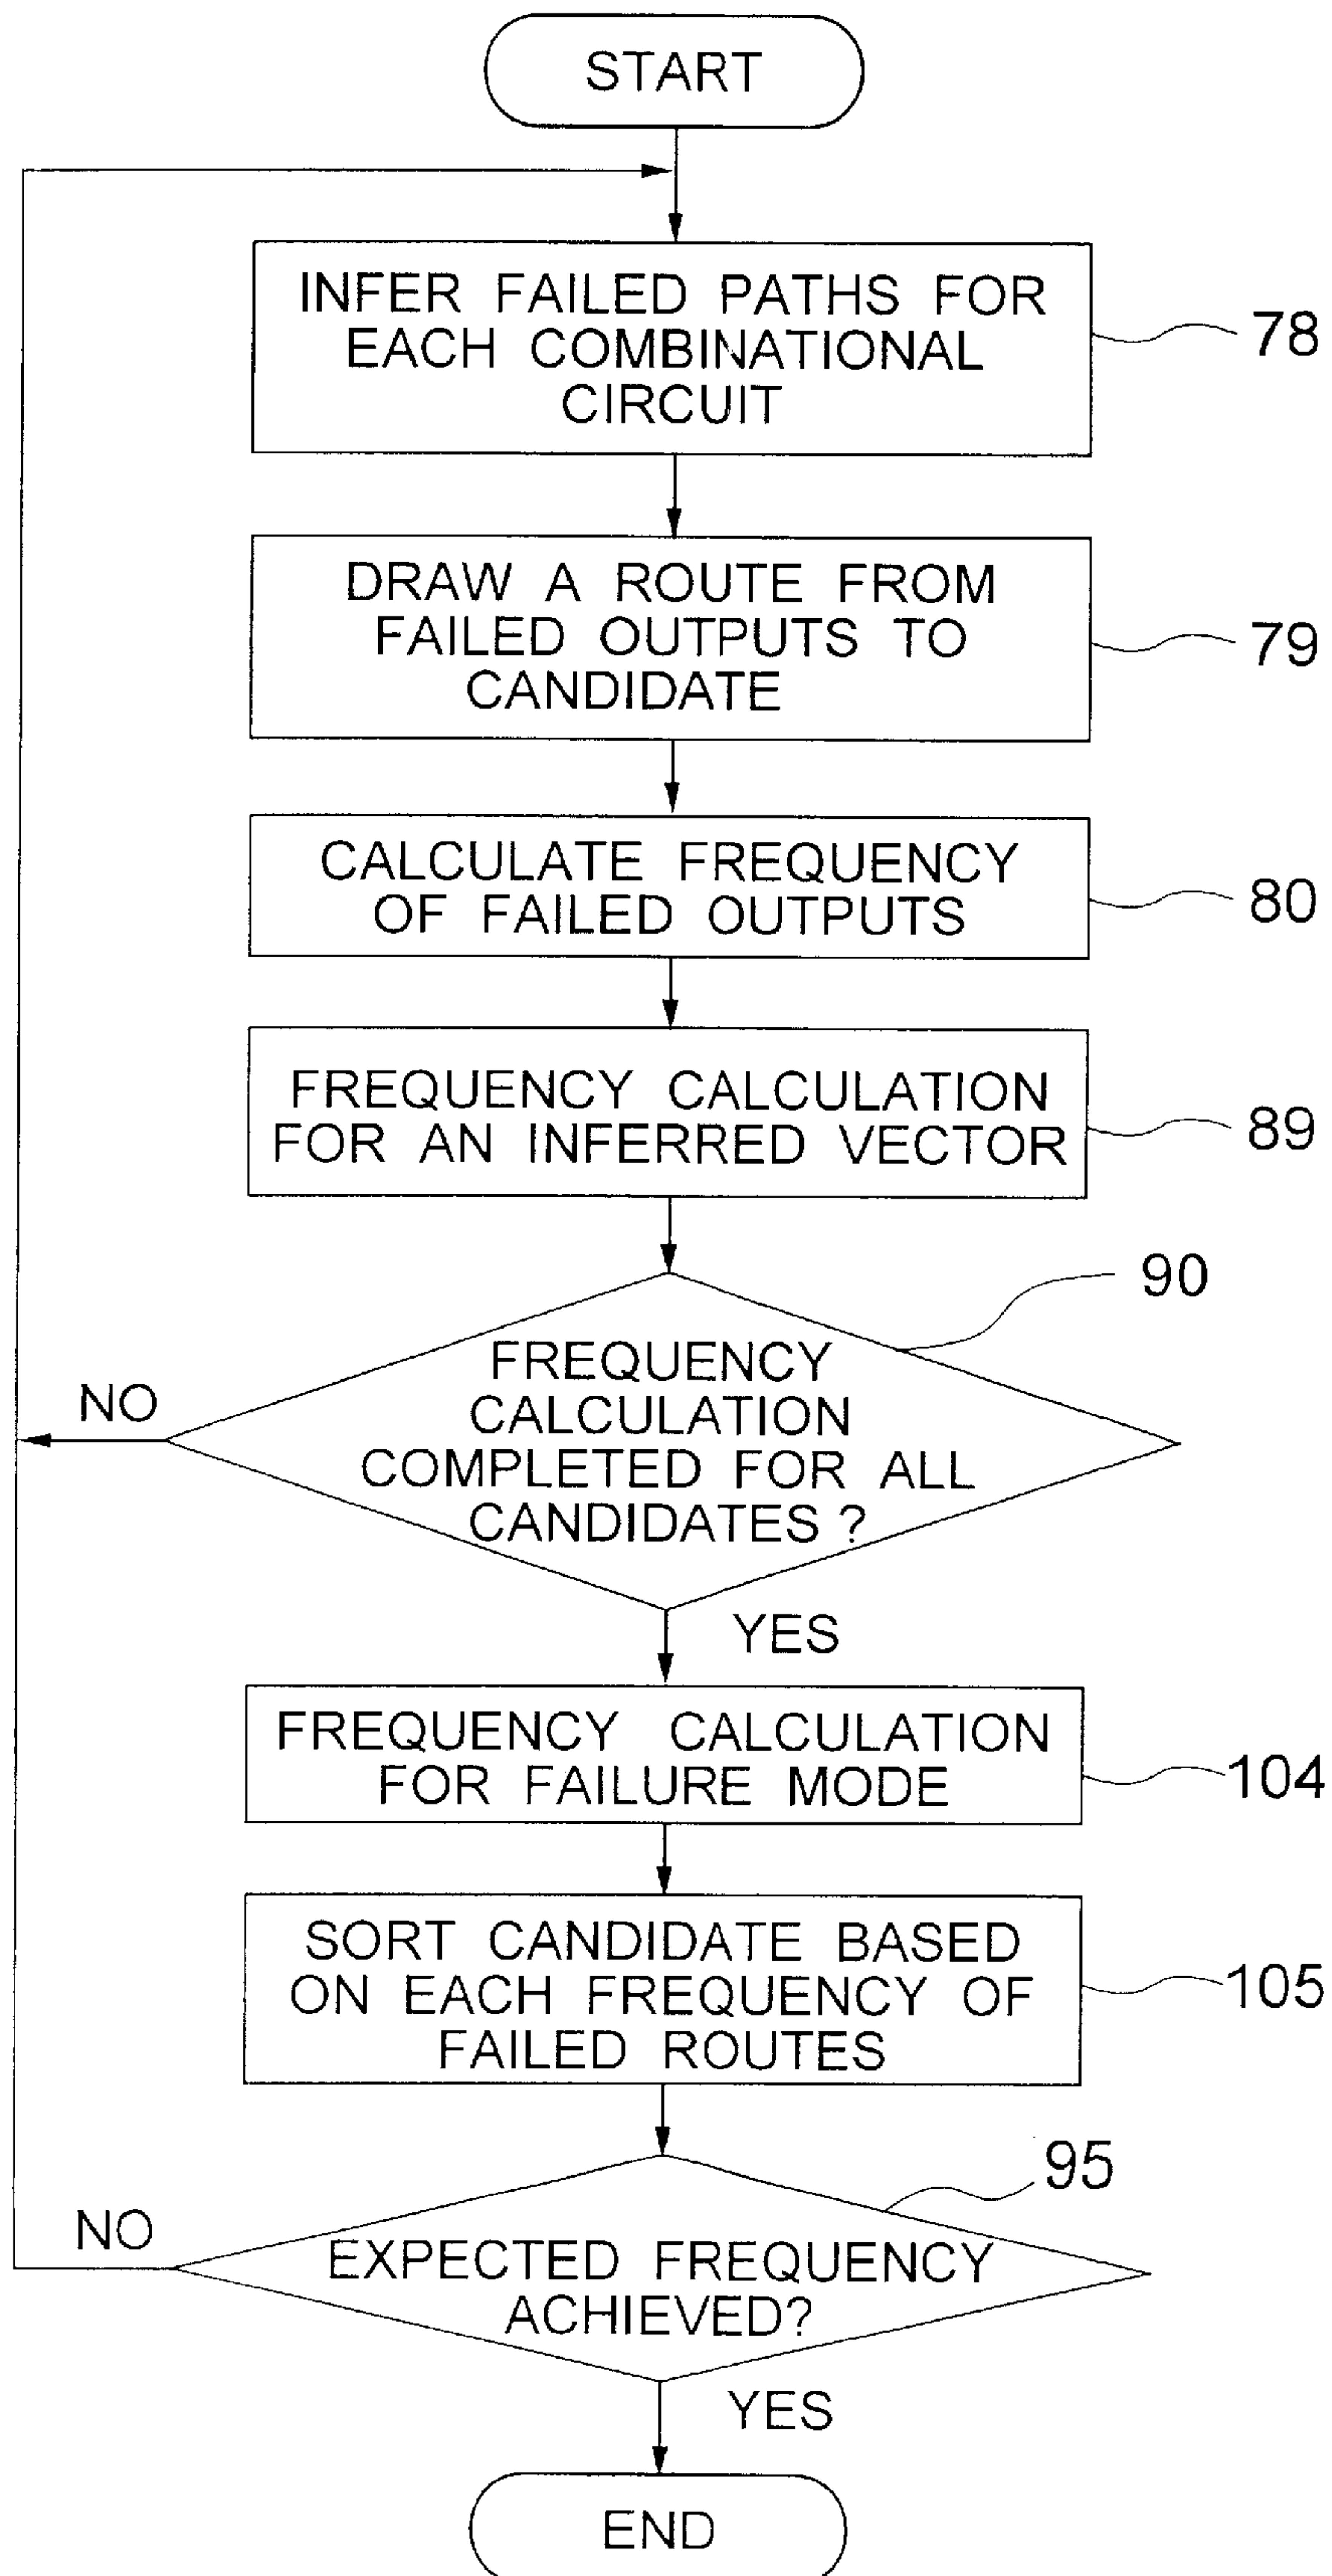 START
INFER FAILED PATHS FOR
EACH COMBINATIONAL
CIRCUIT
78
DRAW A ROUTE FROM
FAILED OUTPUTS TO
CANDIDATE
79
CALCULATE FREQUENCY
OF FAILED OUTPUTS
80
FREQUENCY CALCULATION
FOR AN INFERRED VECTOR
89
90
FREQUENCY
CALCULATION
COMPLETED FOR ALL
CANDIDATES ?
NO
YES
FREQUENCY CALCULATION
FOR FAILURE MODE
104
SORT CANDIDATE BASED
ON EACH FREQUENCY OF
FAILED ROUTES
105
95
NO
EXPECTED FREQUENCY
ACHIEVED?
YES
END